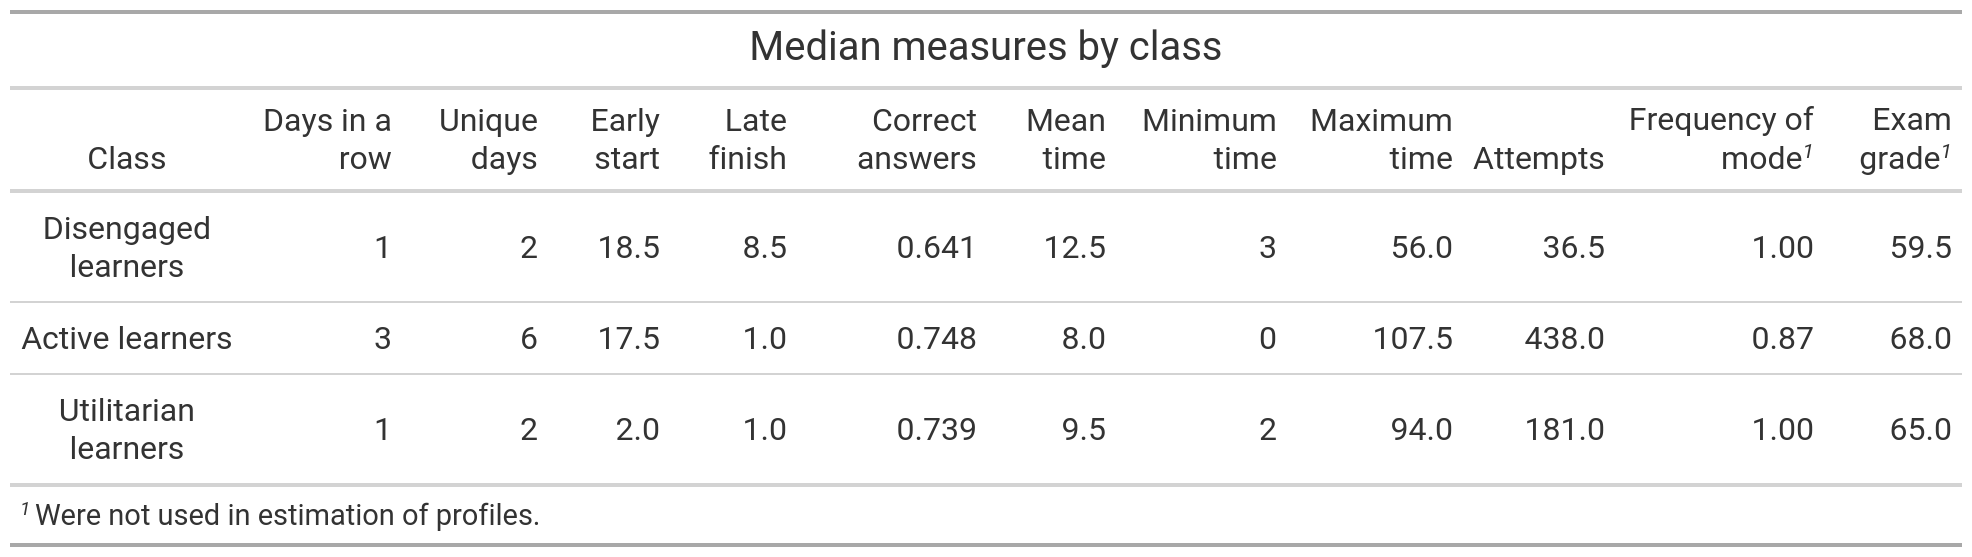 Median measures by class
Class Days in a row Unique days Early start Late finish Correct answers Mean time Minimum time Maximum time Attempts Frequency of mode¹ Exam grade¹
Disengaged learners 1 2 18.5 8.5 0.641 12.5 3 56.0 36.5 1.00 59.5
Active learners 3 6 17.5 1.0 0.748 8.0 0 107.5 438.0 0.87 68.0
Utilitarian learners 1 2 2.0 1.0 0.739 9.5 2 94.0 181.0 1.00 65.0
¹ Were not used in estimation of profiles.